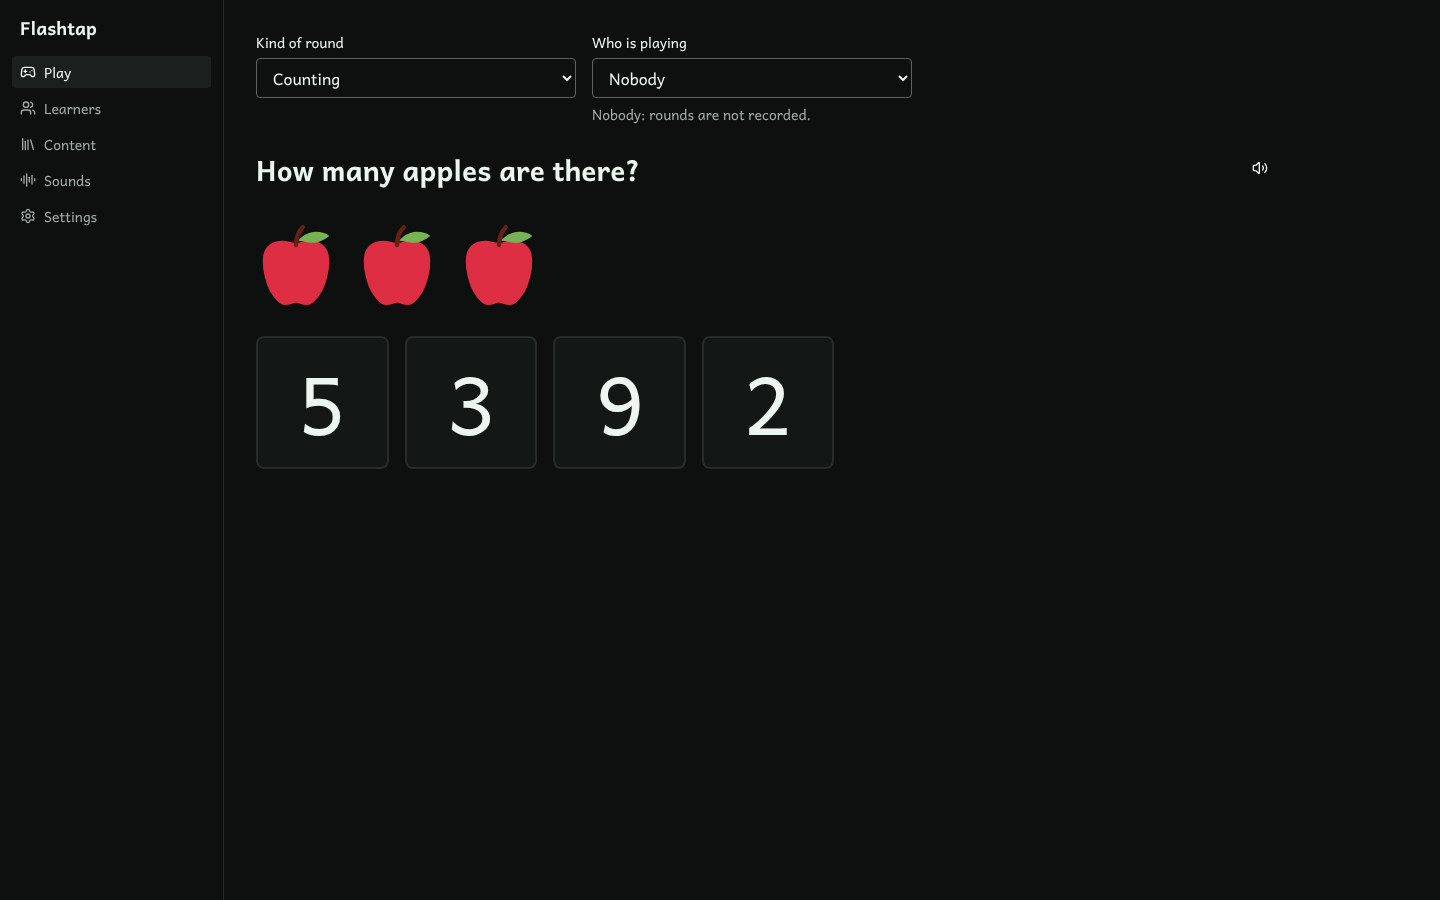 Flashtap
Play
Learners
Content
Sounds
Settings
Kind of round
Counting
Who is playing
Nobody
Nobody: rounds are not recorded.
How many apples are there?
5 3 9 2